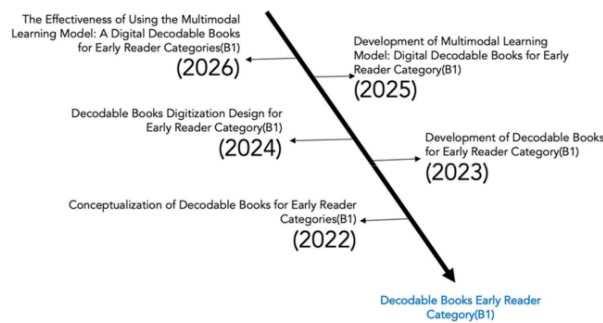 The Effectiveness of Using the Multimodal
Learning Model: A Digital Decodable Books
for Early Reader Categories(B1)
(2026)
Development of Multimodal Learning
Model: Digital Decodable Books for Early
Reader Category(B1)
(2025)
Decodable Books Digitization Design for
Early Reader Category(B1)
(2024)
Development of Decodable Books
for Early Reader Category(B1)
(2023)
Conceptualization of Decodable Books for Early Reader
Categories(B1)
(2022)
Decodable Books Early Reader
Category(B1)